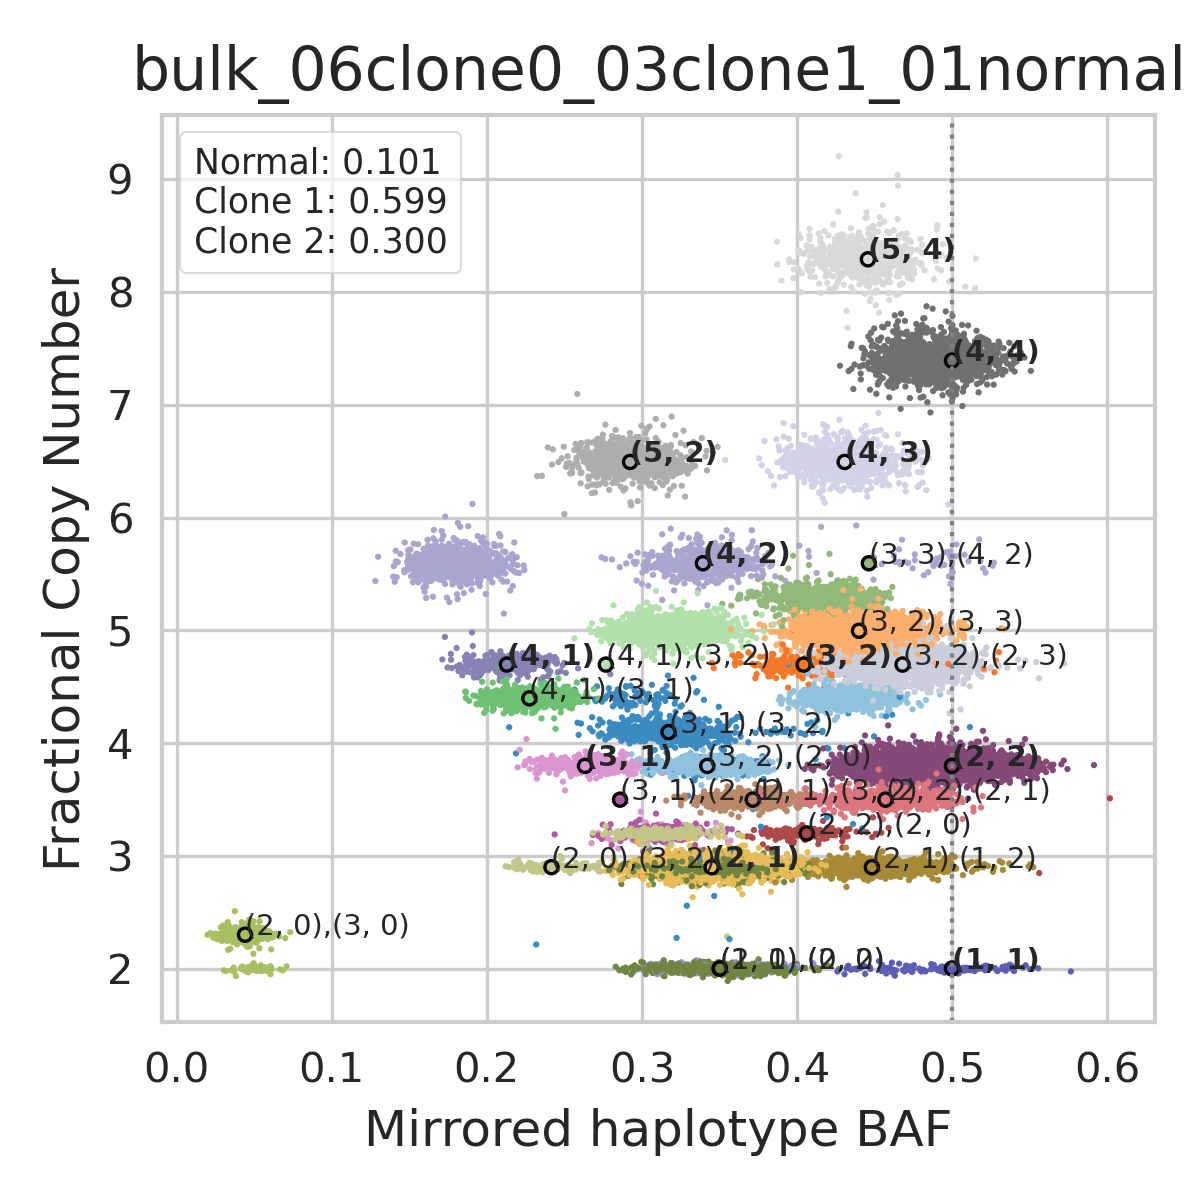 bulk_06clone0_03clone1_01normal
Normal: 0.101
Clone 1: 0.599
Clone 2: 0.300
Fractional Copy Number
9
8
7
6
5
4
3
2
(5, 4)
(4, 4)
(5, 2)
(4, 3)
(4, 2)
(3, 3),(4, 2)
(3, 2),(3, 3)
(4, 1)
(4, 1),(3, 2)
(3, 2)
(3, 2),(2, 3)
(4, 1),(3, 1)
(3, 1),(3, 2)
(3, 1)
(3, 2),(2, 0)
(2, 2)
(3, 1),(2, 1)
(2, 1),(3, 2)
(2, 2),(2, 1)
(2, 2),(2, 0)
(2, 0),(3, 2)
(2, 1)
(2, 1),(1, 2)
(2, 0),(3, 0)
(1, 1)
0.0
0.1
0.2
0.3
0.4
0.5
0.6
Mirrored haplotype BAF